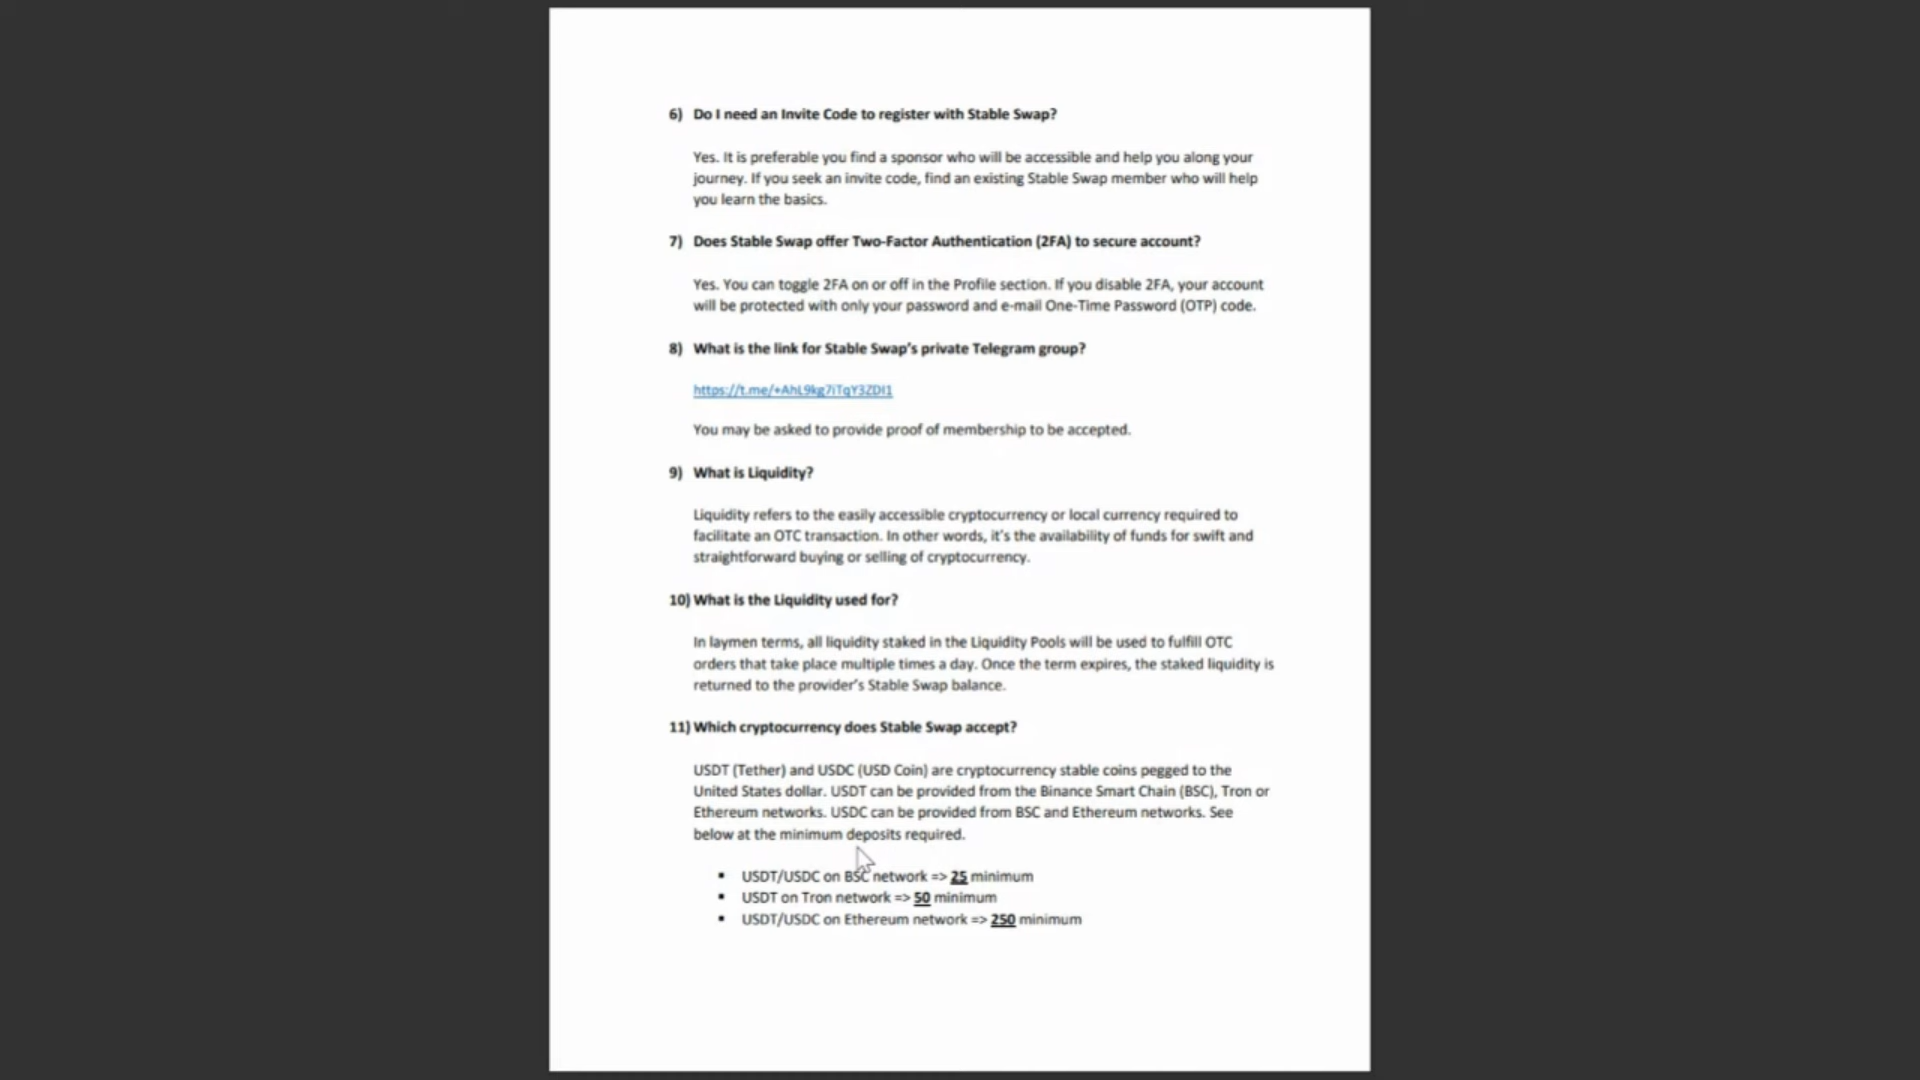 6) Do I need an Invite Code to register with Stable Swap?
Yes. It is preferable you find a sponsor who will be accessible and help you along your
journey. If you seek an invite code, find an existing Stable Swap member who will help
you learn the basics.
7) Does Stable Swap offer Two-Factor Authentication (2FA) to secure account?
Yes. You can toggle 2FA on or off in the Profile section. If you disable 2FA, your account
will be protected with only your password and e-mail One-Time Password (OTP) code.
8) What is the link for Stable Swap's private Telegram group?
https://t.me/+AhL9kg7iTqY3ZDI1
You may be asked to provide proof of membership to be accepted.
9) What is Liquidity?
Liquidity refers to the easily accessible cryptocurrency or local currency required to
facilitate an OTC transaction. In other words, it's the availability of funds for swift and
straightforward buying or selling of cryptocurrency.
10) What is the Liquidity used for?
In laymen terms, all liquidity staked in the Liquidity Pools will be used to fulfill OTC
orders that take place multiple times a day. Once the term expires, the staked liquidity is
returned to the provider's Stable Swap balance.
11) Which cryptocurrency does Stable Swap accept?
USDT (Tether) and USDC (USD Coin) are cryptocurrency stable coins pegged to the
United States dollar. USDT can be provided from the Binance Smart Chain (BSC), Tron or
Ethereum networks. USDC can be provided from BSC and Ethereum networks. See
below at the minimum deposits required.
▪ USDT/USDC on BSC network => 25 minimum
▪ USDT on Tron network => 50 minimum
▪ USDT/USDC on Ethereum network => 250 minimum